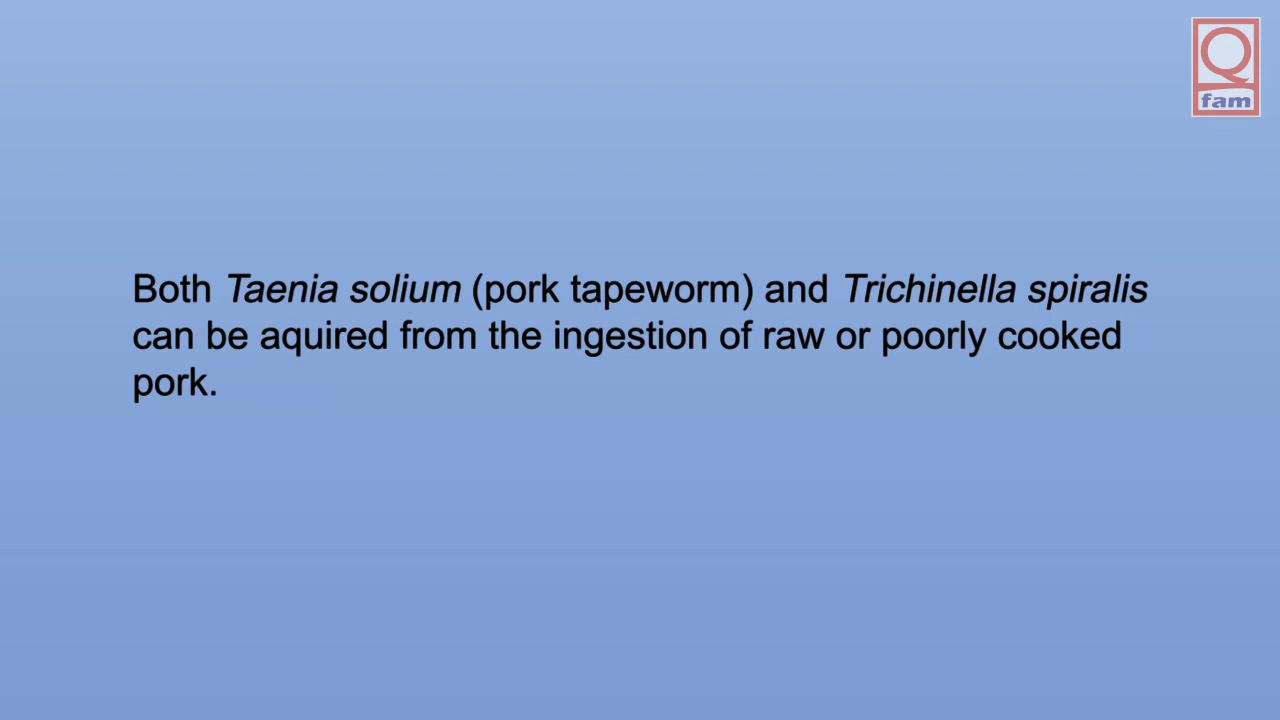 Q
fam
Both Taenia solium (pork tapeworm) and Trichinella spiralis
can be aquired from the ingestion of raw or poorly cooked
pork.